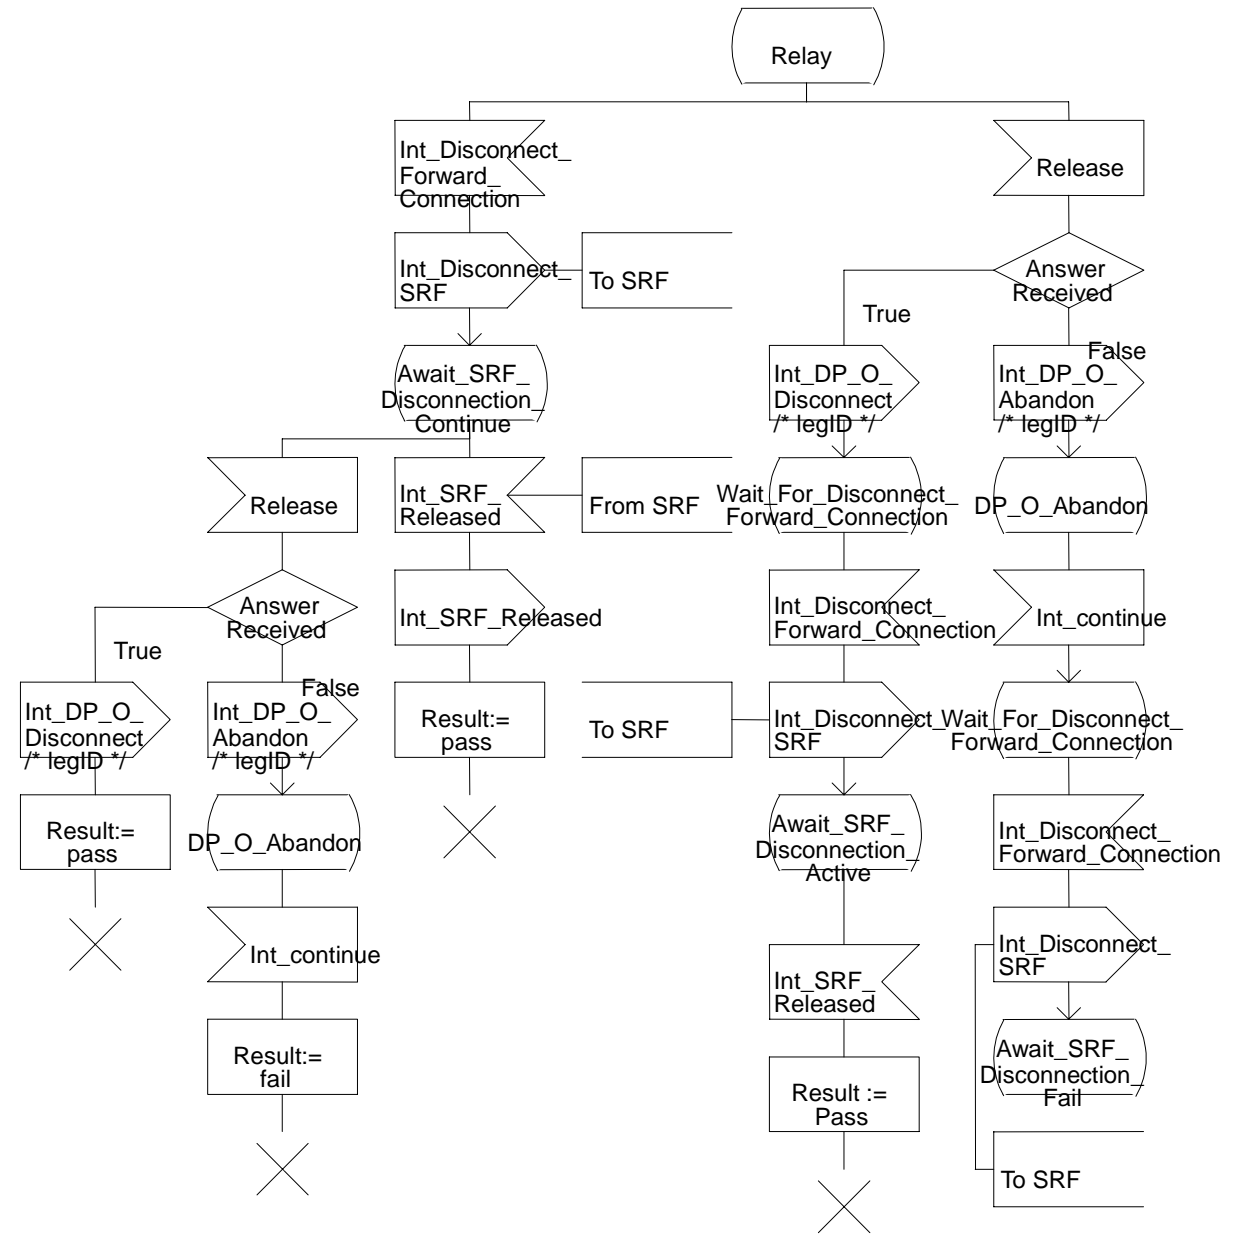 Relay
Int_Disconnect_
Forward_
Connection
Release
Int_Disconnect_
SRF
To SRF
Answer
Received
True
False
Await_SRF_
Disconnection_
Continue
Int_DP_O_
Disconnect
/* legID */
Int_DP_O_
Abandon
/* legID */
Release
Int_SRF_
Released
From SRF
Wait_For_Disconnect_
Forward_Connection
DP_O_Abandon
Answer
Received
Int_SRF_Released
Int_Disconnect_
Forward_Connection
Int_continue
True
False
Int_DP_O_
Disconnect
/* legID */
Int_DP_O_
Abandon
/* legID */
Result:=
pass
To SRF
Int_Disconnect_
SRF
Wait_For_Disconnect_
Forward_Connection
Result:=
pass
DP_O_Abandon
Await_SRF_
Disconnection_
Active
Int_Disconnect_
Forward_Connection
Int_continue
Int_SRF_
Released
Int_Disconnect_
SRF
Result:=
fail
Result :=
Pass
Await_SRF_
Disconnection_
Fail
To SRF